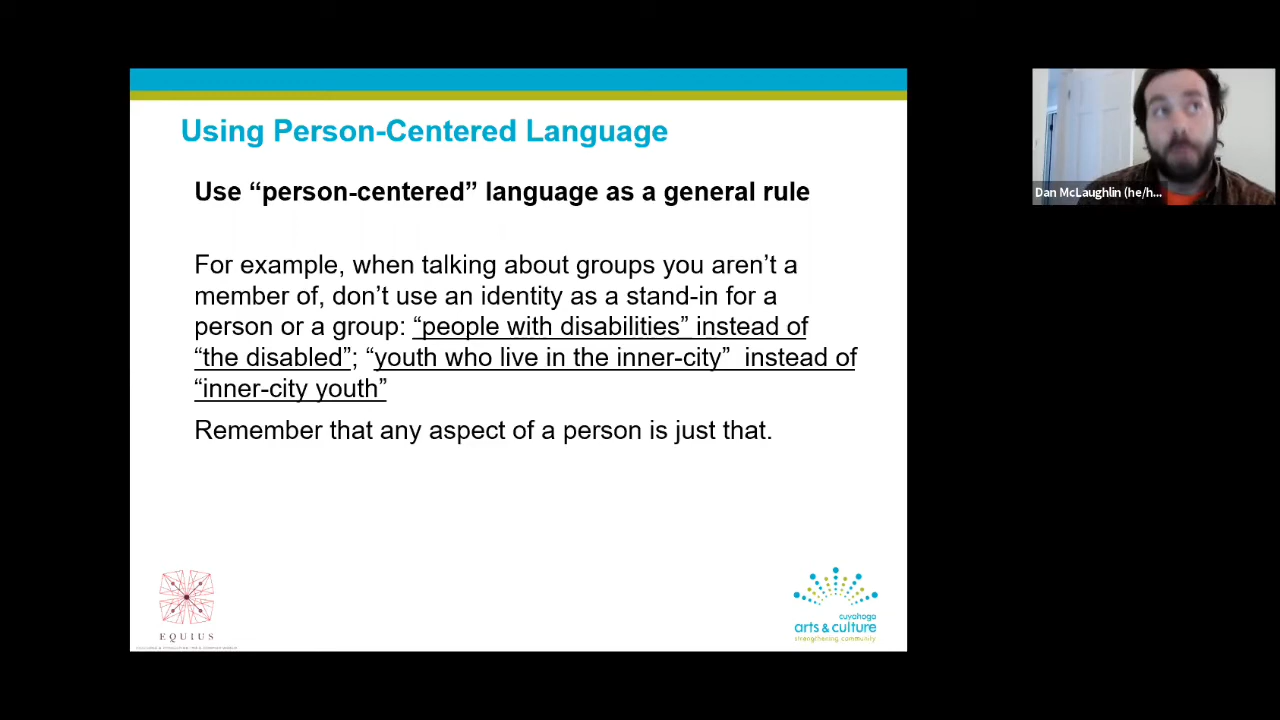 Using Person-Centered Language
Use “person-centered” language as a general rule
For example, when talking about groups you aren’t a
member of, don’t use an identity as a stand-in for a
person or a group: “people with disabilities” instead of
“the disabled”; “youth who live in the inner-city”  instead of
“inner-city youth”
Remember that any aspect of a person is just that.
EQUIUS
cuyahoga
arts & culture
strengthening community
Dan McLaughlin (he/h...